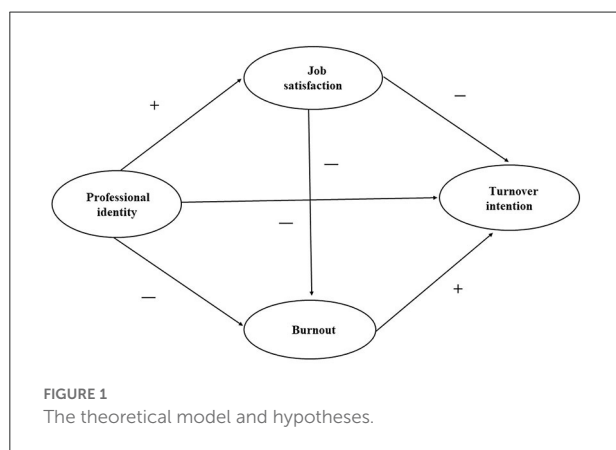 Job
satisfaction
+
—
—
Professional
identity
Turnover
intention
—
—
+
Burnout
FIGURE 1
The theoretical model and hypotheses.